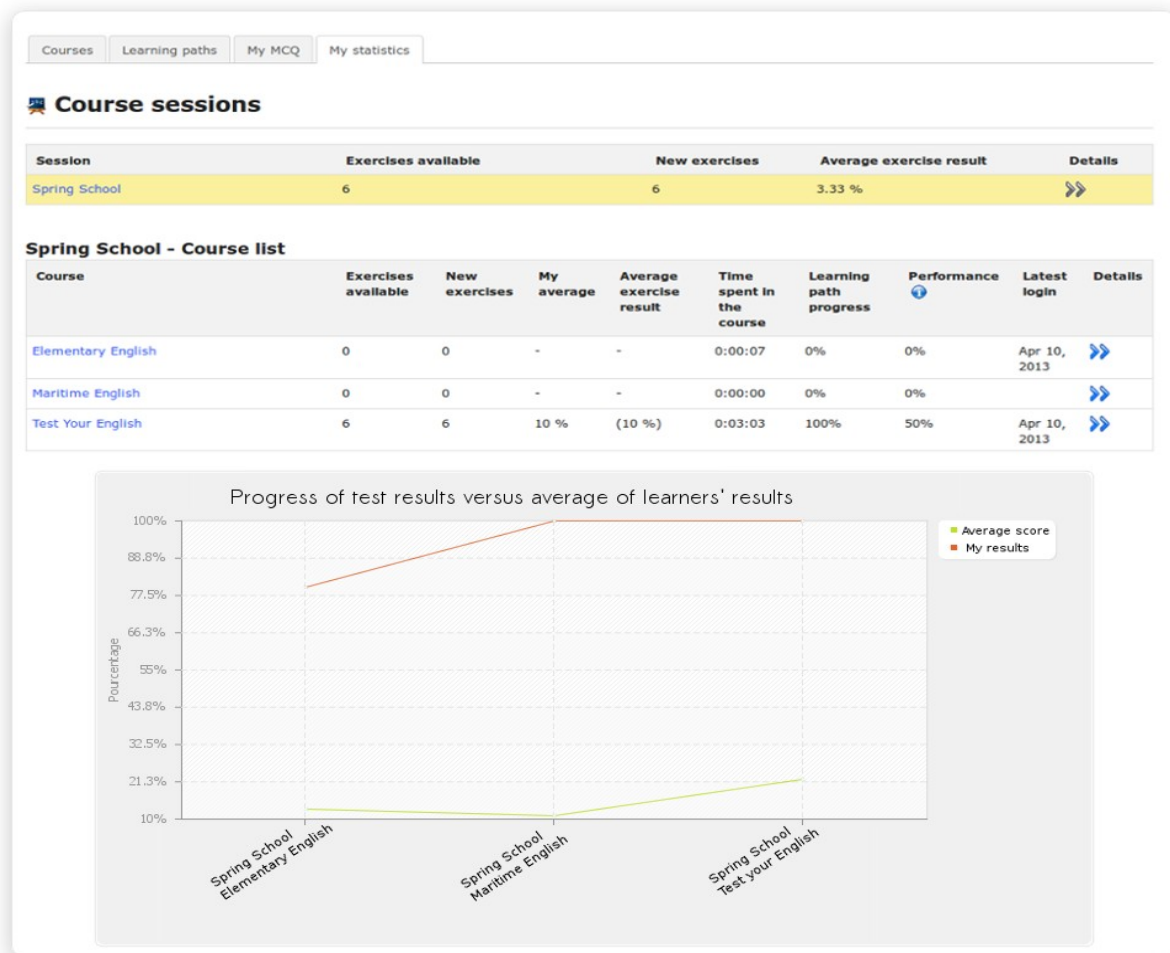 Courses Learning paths My MCQ My statistics
Course sessions
Session Exercises available New exercises Average exercise result Details
Spring School 6 6 3.33 %
Spring School - Course list
Course Exercises available New exercises My average Average exercise result Time spent in the course Learning path progress Performance Latest login Details
Elementary English 0 0 - - 0:00:07 0% 0% Apr 10, 2013
Maritime English 0 0 - - 0:00:00 0% 0%
Test Your English 6 6 10 % (10 %) 0:03:03 100% 50% Apr 10, 2013
Progress of test results versus average of learners' results
100%
88.8%
77.5%
66.3%
55%
43.8%
32.5%
21.3%
10%
Pourcentage
Average score
My results
Spring School
Elementary English
Spring School
Maritime English
Spring School
Test your English